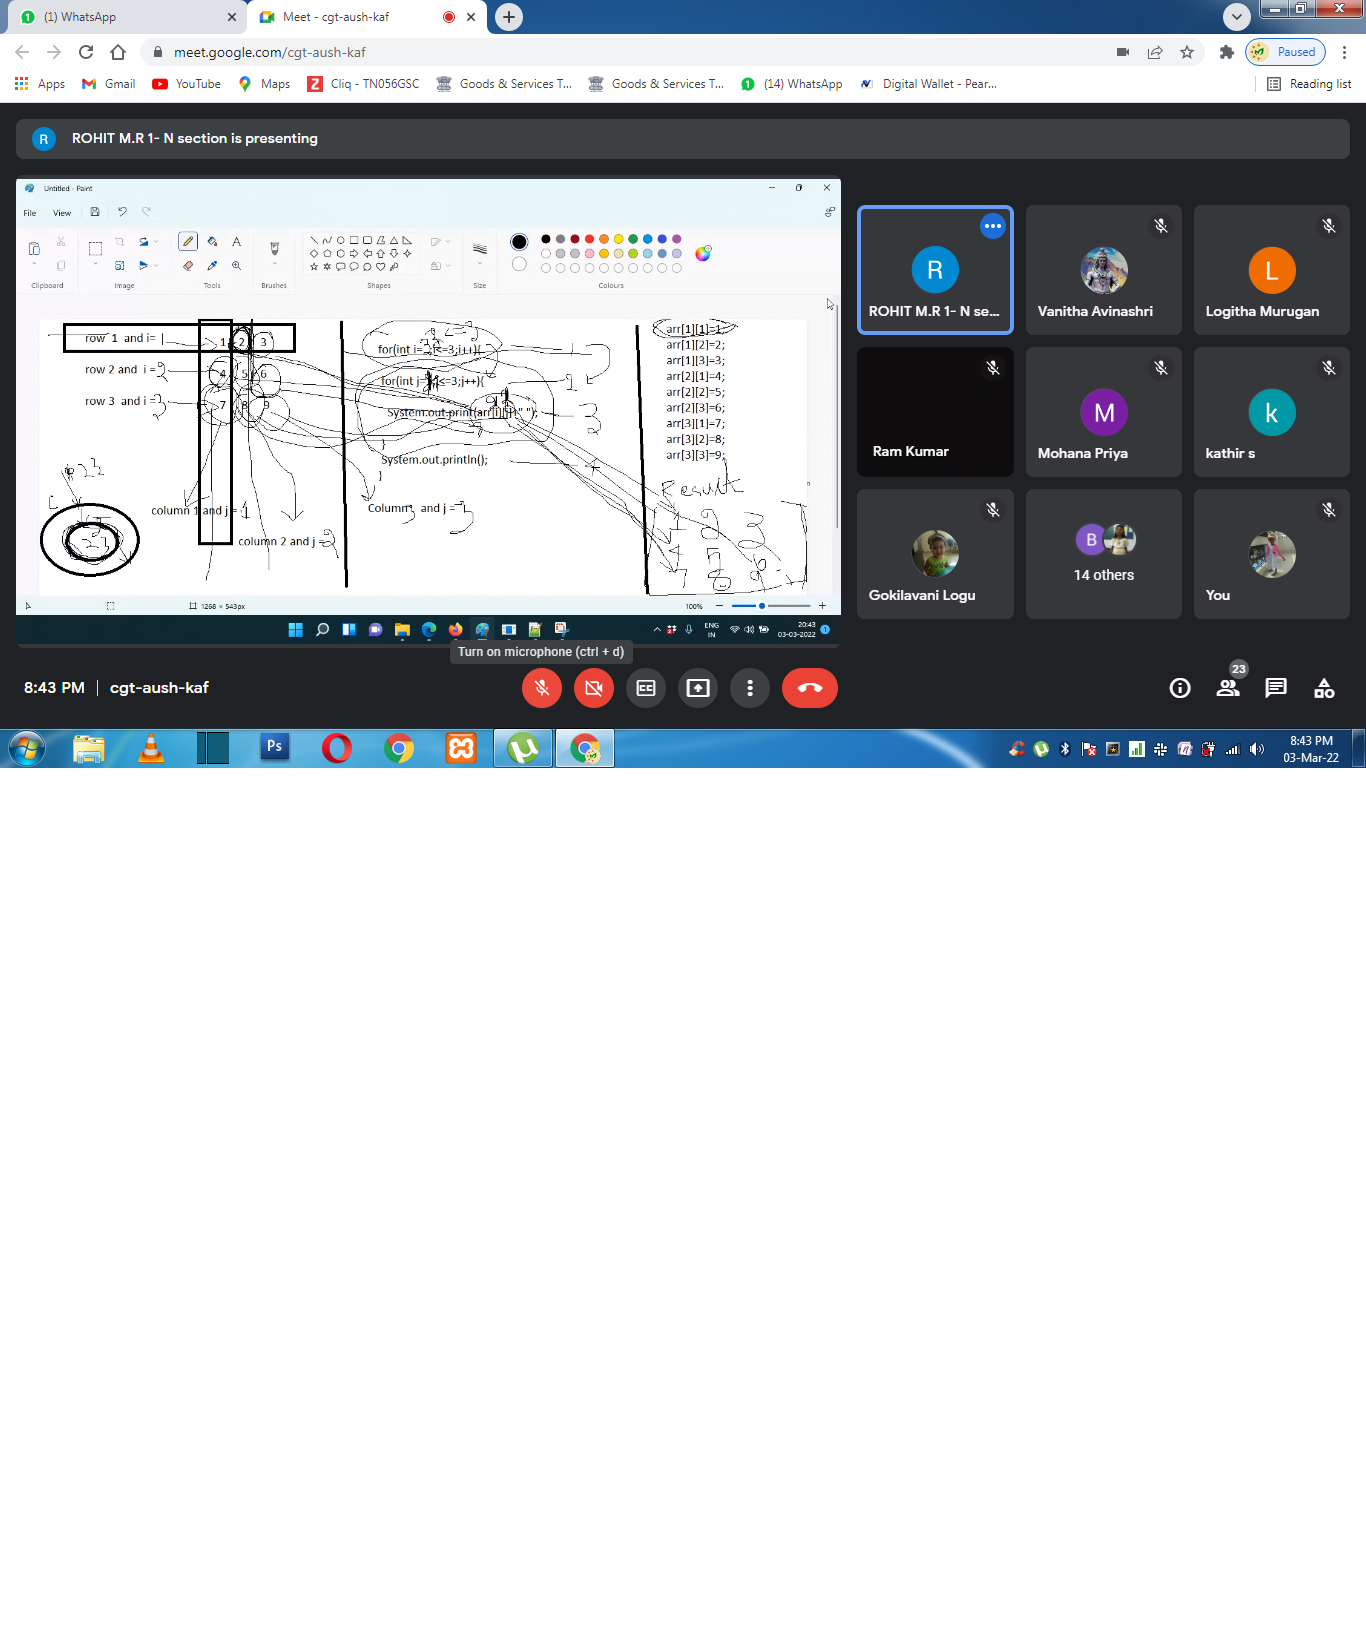 (1) WhatsApp
Meet - cgt-aush-kaf
meet.google.com/cgt-aush-kaf
Paused
Apps
Gmail
YouTube
Maps
Cliq - TN056GSC
Goods & Services T...
Goods & Services T...
(14) WhatsApp
Digital Wallet - Pear...
Reading list
R
ROHIT M.R 1- N section is presenting
Untitled - Paint
File View
Clipboard
Image
Tools
Brushes
Shapes
Size
Colours
row 1 and i= 1
1 2 3
row 2 and i =2
4 5 6
row 3 and i =3
7 8 9
column 1 and j = 1
column 2 and j =2
Column3 and j =3
23
for(int i= <=3;i++){
for(int j= <=3;j++){
System.out.print(arr[i][j]+" ");
}
System.out.println();
}
1
2
3
arr[1][1]=1;
arr[1][2]=2;
arr[1][3]=3;
arr[2][1]=4;
arr[2][2]=5;
arr[2][3]=6;
arr[3][1]=7;
arr[3][2]=8;
arr[3][3]=9;
Result
1 2 3
4 5 6
7 8 9
1268 × 543px
100%
ENG
IN
20:43
03-03-2022
Turn on microphone (ctrl + d)
R
ROHIT M.R 1- N se...
Vanitha Avinashri
L
Logitha Murugan
Ram Kumar
M
Mohana Priya
k
kathir s
Gokilavani Logu
B
14 others
You
8:43 PM | cgt-aush-kaf
23
Ps
8:43 PM
03-Mar-22